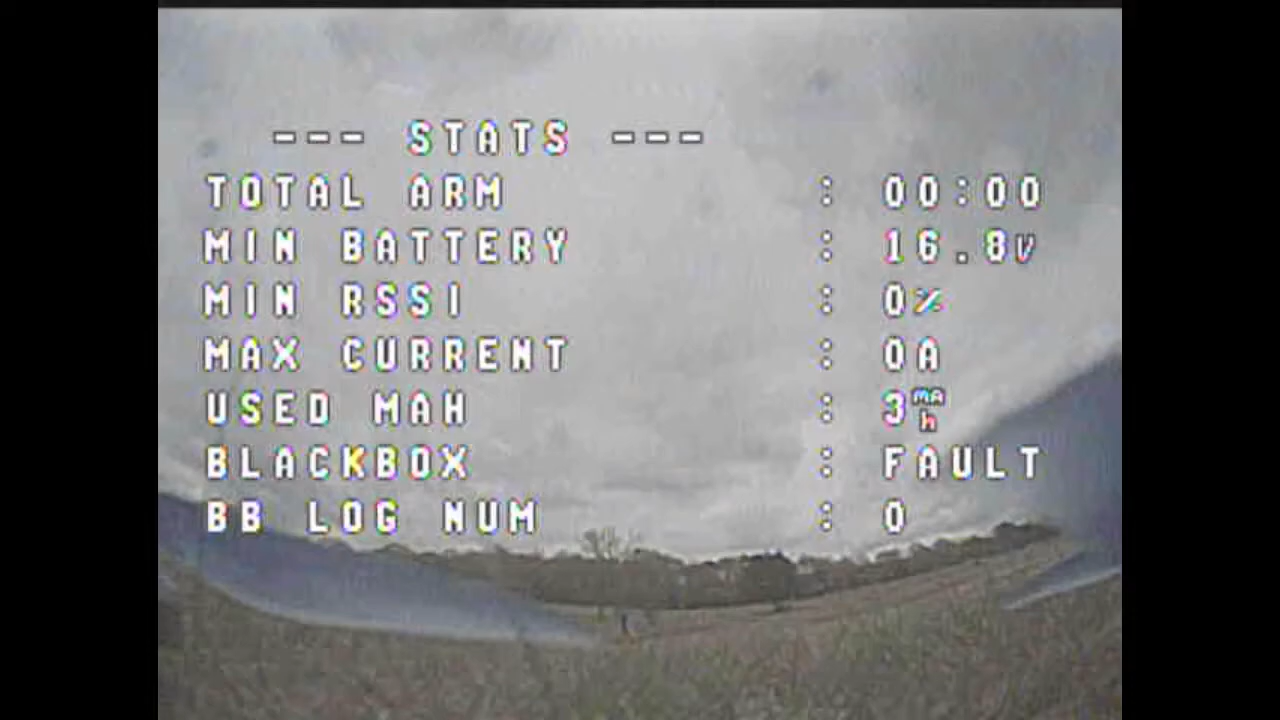 --- STATS ---
TOTAL ARM : 00:00
MIN BATTERY : 16.8V
MIN RSSI : 0%
MAX CURRENT : 0A
USED MAH : 3mAh
BLACKBOX : FAULT
BB LOG NUM : 0